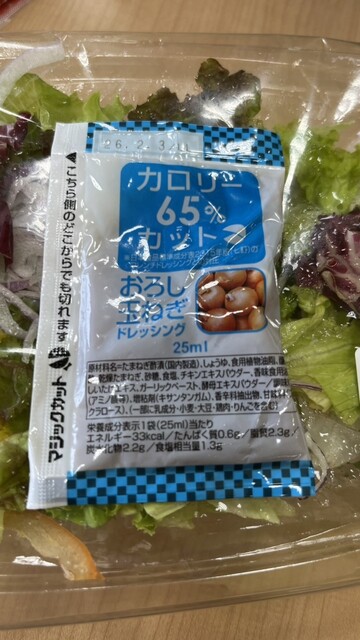 26.2.3
カロリー
65%
カット
おろし
玉ねぎ
ドレッシング
25ml
原材料名=たまねぎ酢漬(国内製造)、しょうゆ、食用植物油脂、
乾燥たまねぎ、砂糖、食塩、チキンエキスパウダー、香味食用
しいたけエキス、ガーリックペースト、酵母エキスパウダー/
(アミノ酸等)、増粘剤(キサンタンガム)、香辛料抽出物、
クラロース)、(一部に乳成分・小麦・大豆・鶏肉・りんごを含む)
栄養成分表示1袋(25ml)当たり
エネルギー33kcal/たんぱく質0.6g/脂質2.3g/
炭水化物2.2g/食塩相当量1.3g
こちら側のどこからでも切れます
マジックカット